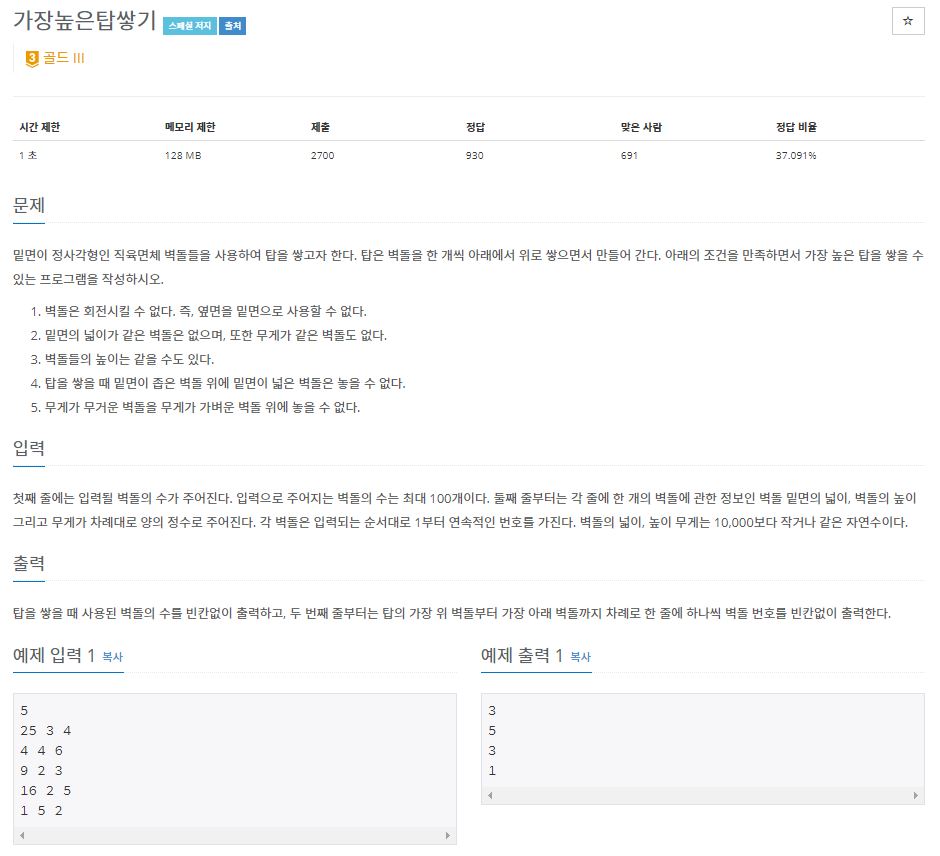 가장높은탑쌓기 스페셜 저지 출처
☆
3 골드 III
시간 제한 메모리 제한 제출 정답 맞은 사람 정답 비율
1 초 128 MB 2700 930 691 37.091%
문제
밑면이 정사각형인 직육면체 벽돌들을 사용하여 탑을 쌓고자 한다. 탑은 벽돌을 한 개씩 아래에서 위로 쌓으면서 만들어 간다. 아래의 조건을 만족하면서 가장 높은 탑을 쌓을 수
있는 프로그램을 작성하시오.
1. 벽돌은 회전시킬 수 없다. 즉, 옆면을 밑면으로 사용할 수 없다.
2. 밑면의 넓이가 같은 벽돌은 없으며, 또한 무게가 같은 벽돌도 없다.
3. 벽돌들의 높이는 같을 수도 있다.
4. 탑을 쌓을 때 밑면이 좁은 벽돌 위에 밑면이 넓은 벽돌은 놓을 수 없다.
5. 무게가 무거운 벽돌을 무게가 가벼운 벽돌 위에 놓을 수 없다.
입력
첫째 줄에는 입력될 벽돌의 수가 주어진다. 입력으로 주어지는 벽돌의 수는 최대 100개이다. 둘째 줄부터는 각 줄에 한 개의 벽돌에 관한 정보인 벽돌 밑면의 넓이, 벽돌의 높이
그리고 무게가 차례대로 양의 정수로 주어진다. 각 벽돌은 입력되는 순서대로 1부터 연속적인 번호를 가진다. 벽돌의 넓이, 높이 무게는 10,000보다 작거나 같은 자연수이다.
출력
탑을 쌓을 때 사용된 벽돌의 수를 빈칸없이 출력하고, 두 번째 줄부터는 탑의 가장 위 벽돌부터 가장 아래 벽돌까지 차례로 한 줄에 하나씩 벽돌 번호를 빈칸없이 출력한다.
예제 입력 1 복사
5
25 3 4
4 4 6
9 2 3
16 2 5
1 5 2
예제 출력 1 복사
3
5
3
1